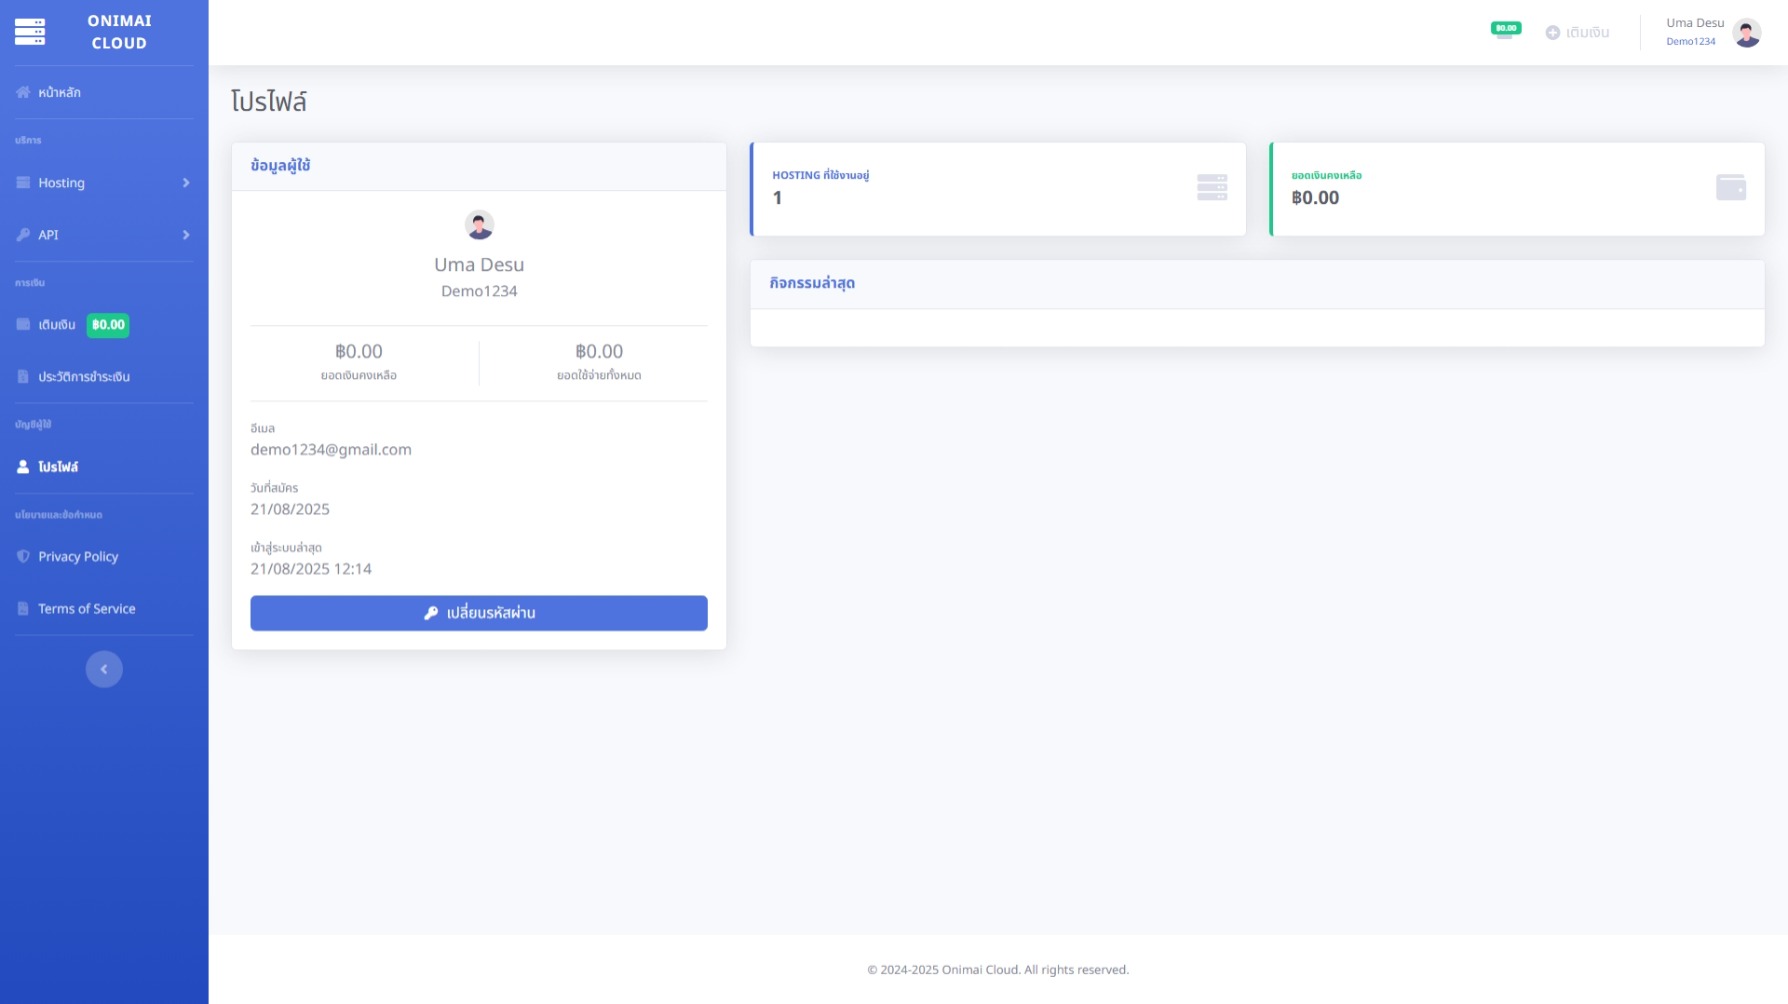 ONIMAI
CLOUD
หน้าหลัก
บริการ
Hosting
API
การเงิน
เติมเงิน ฿0.00
ประวัติการชำระเงิน
บัญชีผู้ใช้
โปรไฟล์
นโยบายและข้อกำหนด
Privacy Policy
Terms of Service
฿0.00
เติมเงิน
Uma Desu
Demo1234
โปรไฟล์
ข้อมูลผู้ใช้
Uma Desu
Demo1234
฿0.00
ยอดเงินคงเหลือ
฿0.00
ยอดใช้จ่ายทั้งหมด
อีเมล
demo1234@gmail.com
วันที่สมัคร
21/08/2025
เข้าสู่ระบบล่าสุด
21/08/2025 12:14
เปลี่ยนรหัสผ่าน
HOSTING ที่ใช้งานอยู่
1
ยอดเงินคงเหลือ
฿0.00
กิจกรรมล่าสุด
© 2024-2025 Onimai Cloud. All rights reserved.